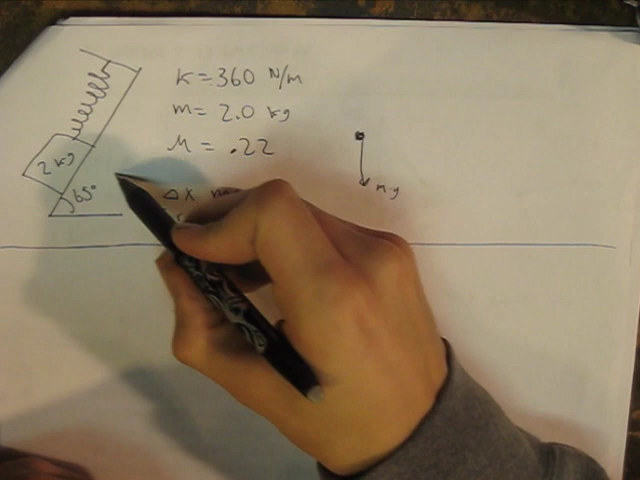 K = 360 N/m
m = 2.0 kg
μ = .22
2 kg
65°
Δx
m·g